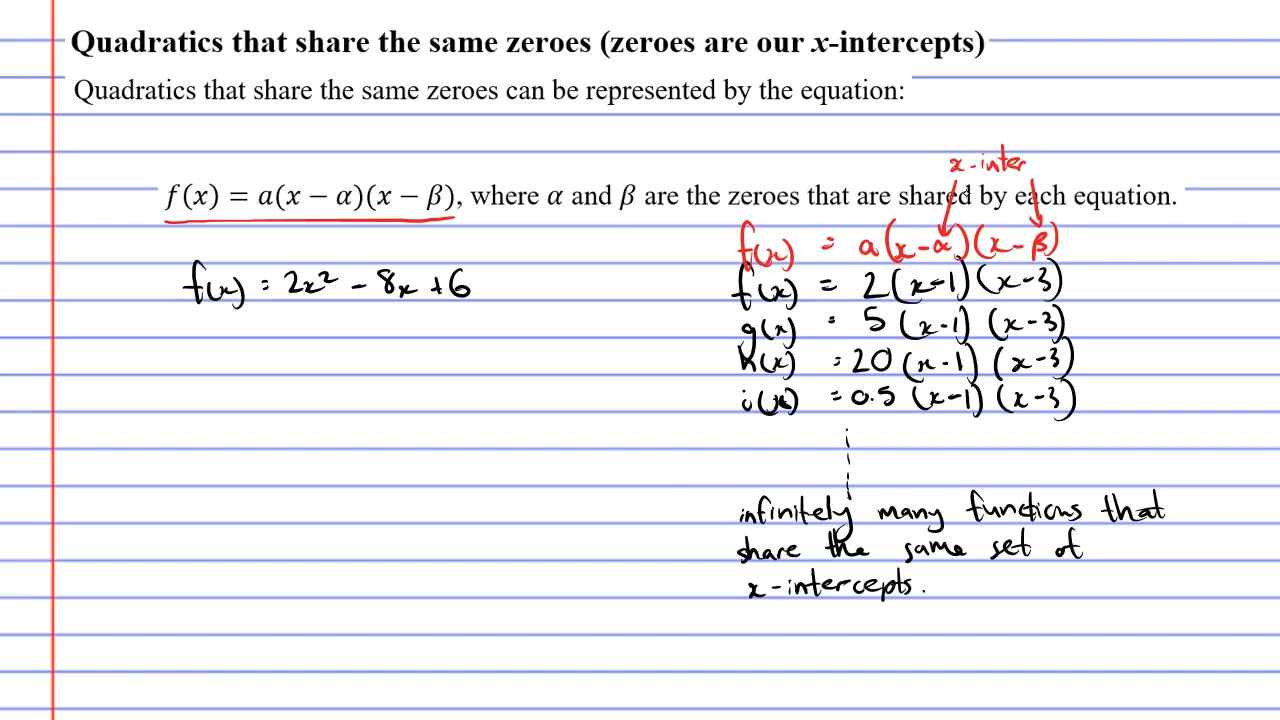 Quadratics that share the same zeroes (zeroes are our x-intercepts)
Quadratics that share the same zeroes can be represented by the equation:
x-inter
f(x) = a(x − α)(x − β), where α and β are the zeroes that are shared by each equation.
f(x) = a(x-α)(x-β)
f(x) = 2x² - 8x +6
f(x) = 2(x-1)(x-3)
g(x) = 5(x-1)(x-3)
h(x) = 20(x-1)(x-3)
i(x) = 0.5(x-1)(x-3)
infinitely many functions that
share the same set of
x-intercepts.